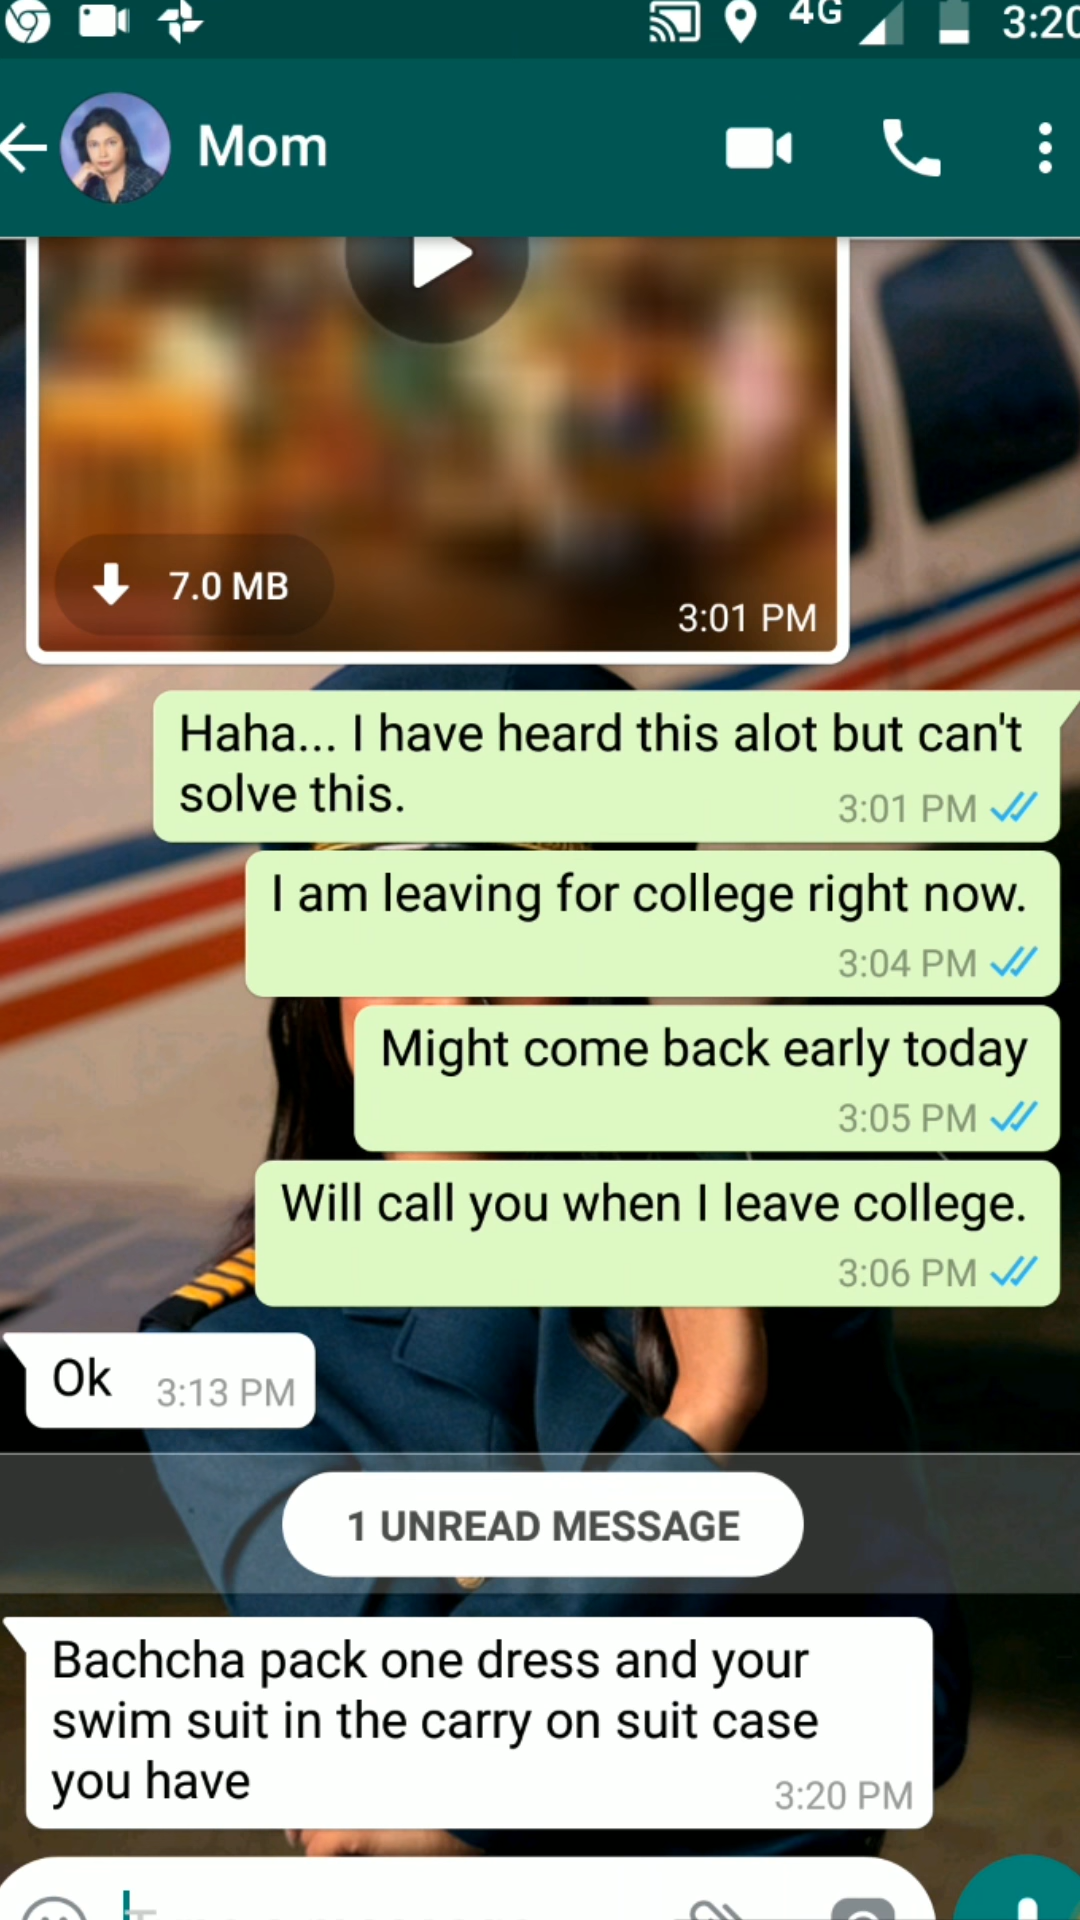 4G 3:20
Mom
7.0 MB
3:01 PM
Haha... I have heard this alot but can't
solve this.
3:01 PM
I am leaving for college right now.
3:04 PM
Might come back early today
3:05 PM
Will call you when I leave college.
3:06 PM
Ok 3:13 PM
1 UNREAD MESSAGE
Bachcha pack one dress and your
swim suit in the carry on suit case
you have
3:20 PM